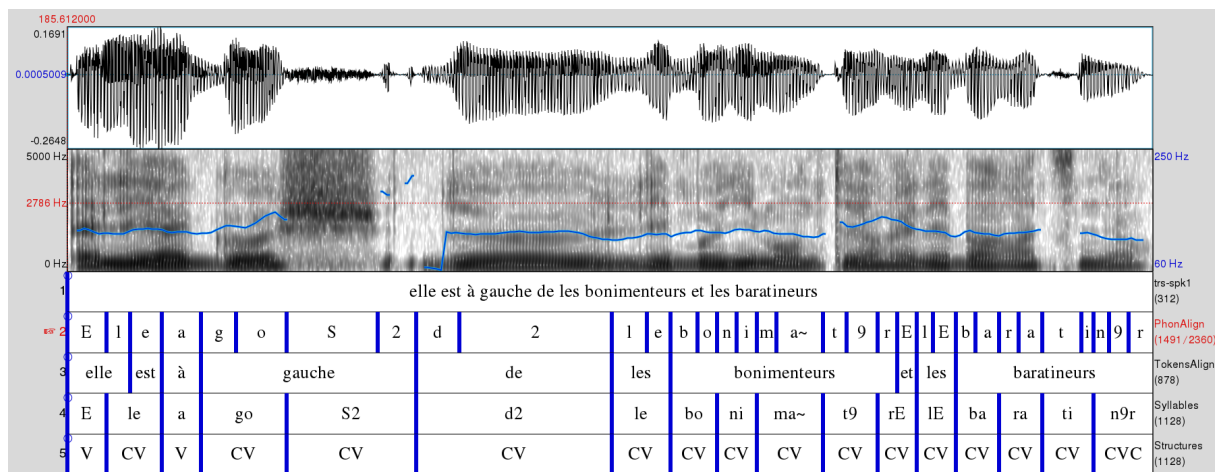 185.612000
0.1691
0.0005009
-0.2648
5000 Hz
250 Hz
2786 Hz
0 Hz
60 Hz
1 elle est à gauche de les bonimenteurs et les baratineurs trs-spk1 (312)
2 E l e a g o S 2 d 2 l e b o n i m a~ t 9 r E l E b a r a t i n 9 r PhonAlign (1491/2360)
3 elle est à gauche de les bonimenteurs et les baratineurs TokensAlign (878)
4 E le a go S2 d2 le bo ni ma~ t9 rE lE ba ra ti n9r Syllables (1128)
5 V CV V CV CV CV CV CV CV CV CV CV CV CV CV CV CVC Structures (1128)